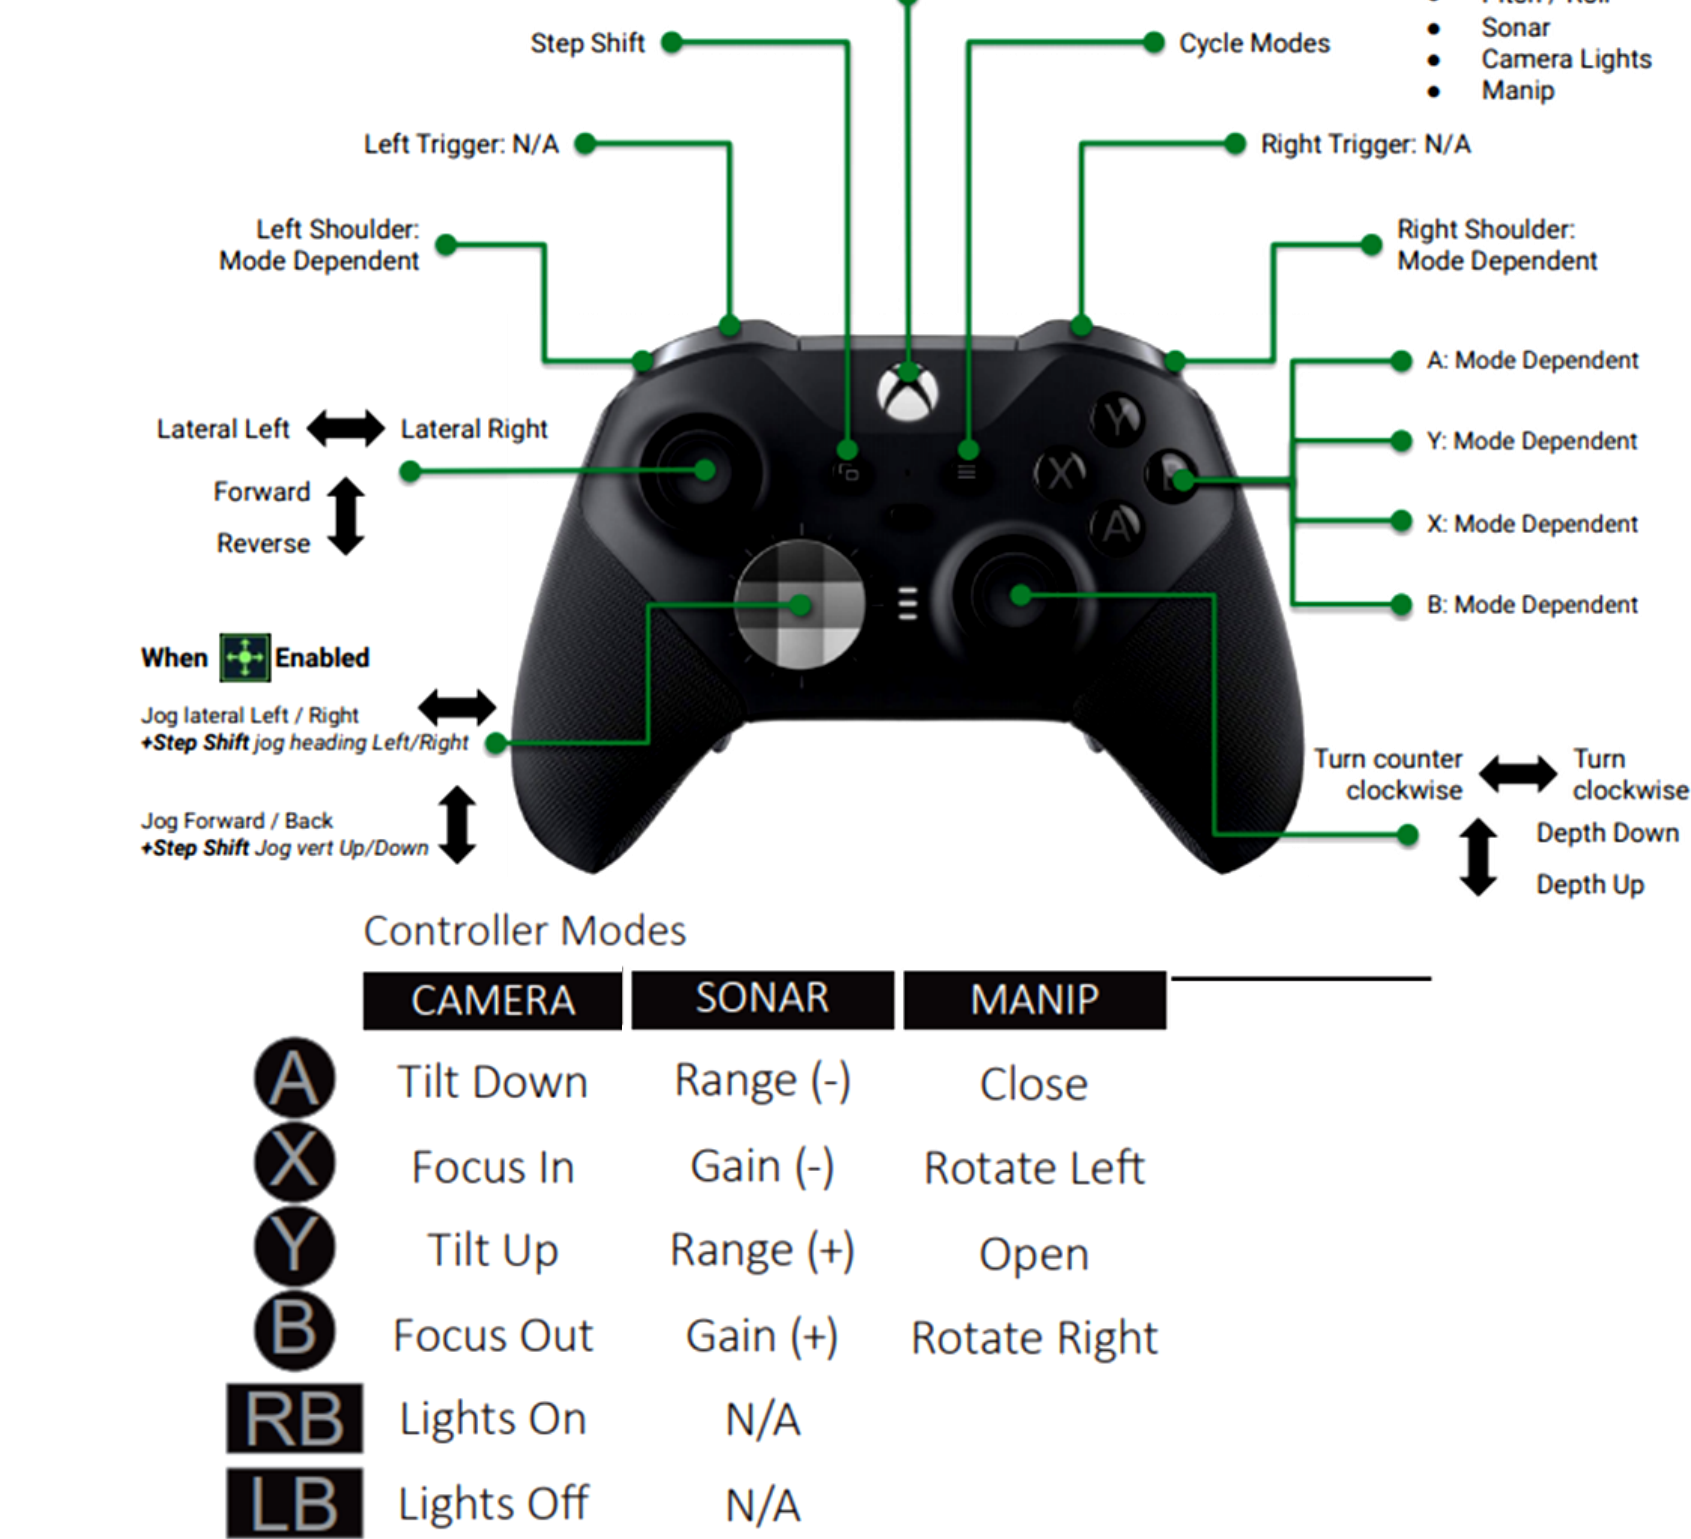 Step Shift
Cycle Modes
Sonar
Camera Lights
Manip
Left Trigger: N/A
Right Trigger: N/A
Left Shoulder:
Mode Dependent
Right Shoulder:
Mode Dependent
A: Mode Dependent
Y: Mode Dependent
X: Mode Dependent
B: Mode Dependent
Lateral Left
Lateral Right
Forward
Reverse
Y
X
A
When Enabled
Jog lateral Left / Right
+Step Shift jog heading Left/Right
Jog Forward / Back
+Step Shift Jog vert Up/Down
Turn counter
clockwise
Turn
clockwise
Depth Down
Depth Up
Controller Modes
CAMERA SONAR MANIP
A Tilt Down Range (-) Close
X Focus In Gain (-) Rotate Left
Y Tilt Up Range (+) Open
B Focus Out Gain (+) Rotate Right
RB Lights On N/A
LB Lights Off N/A